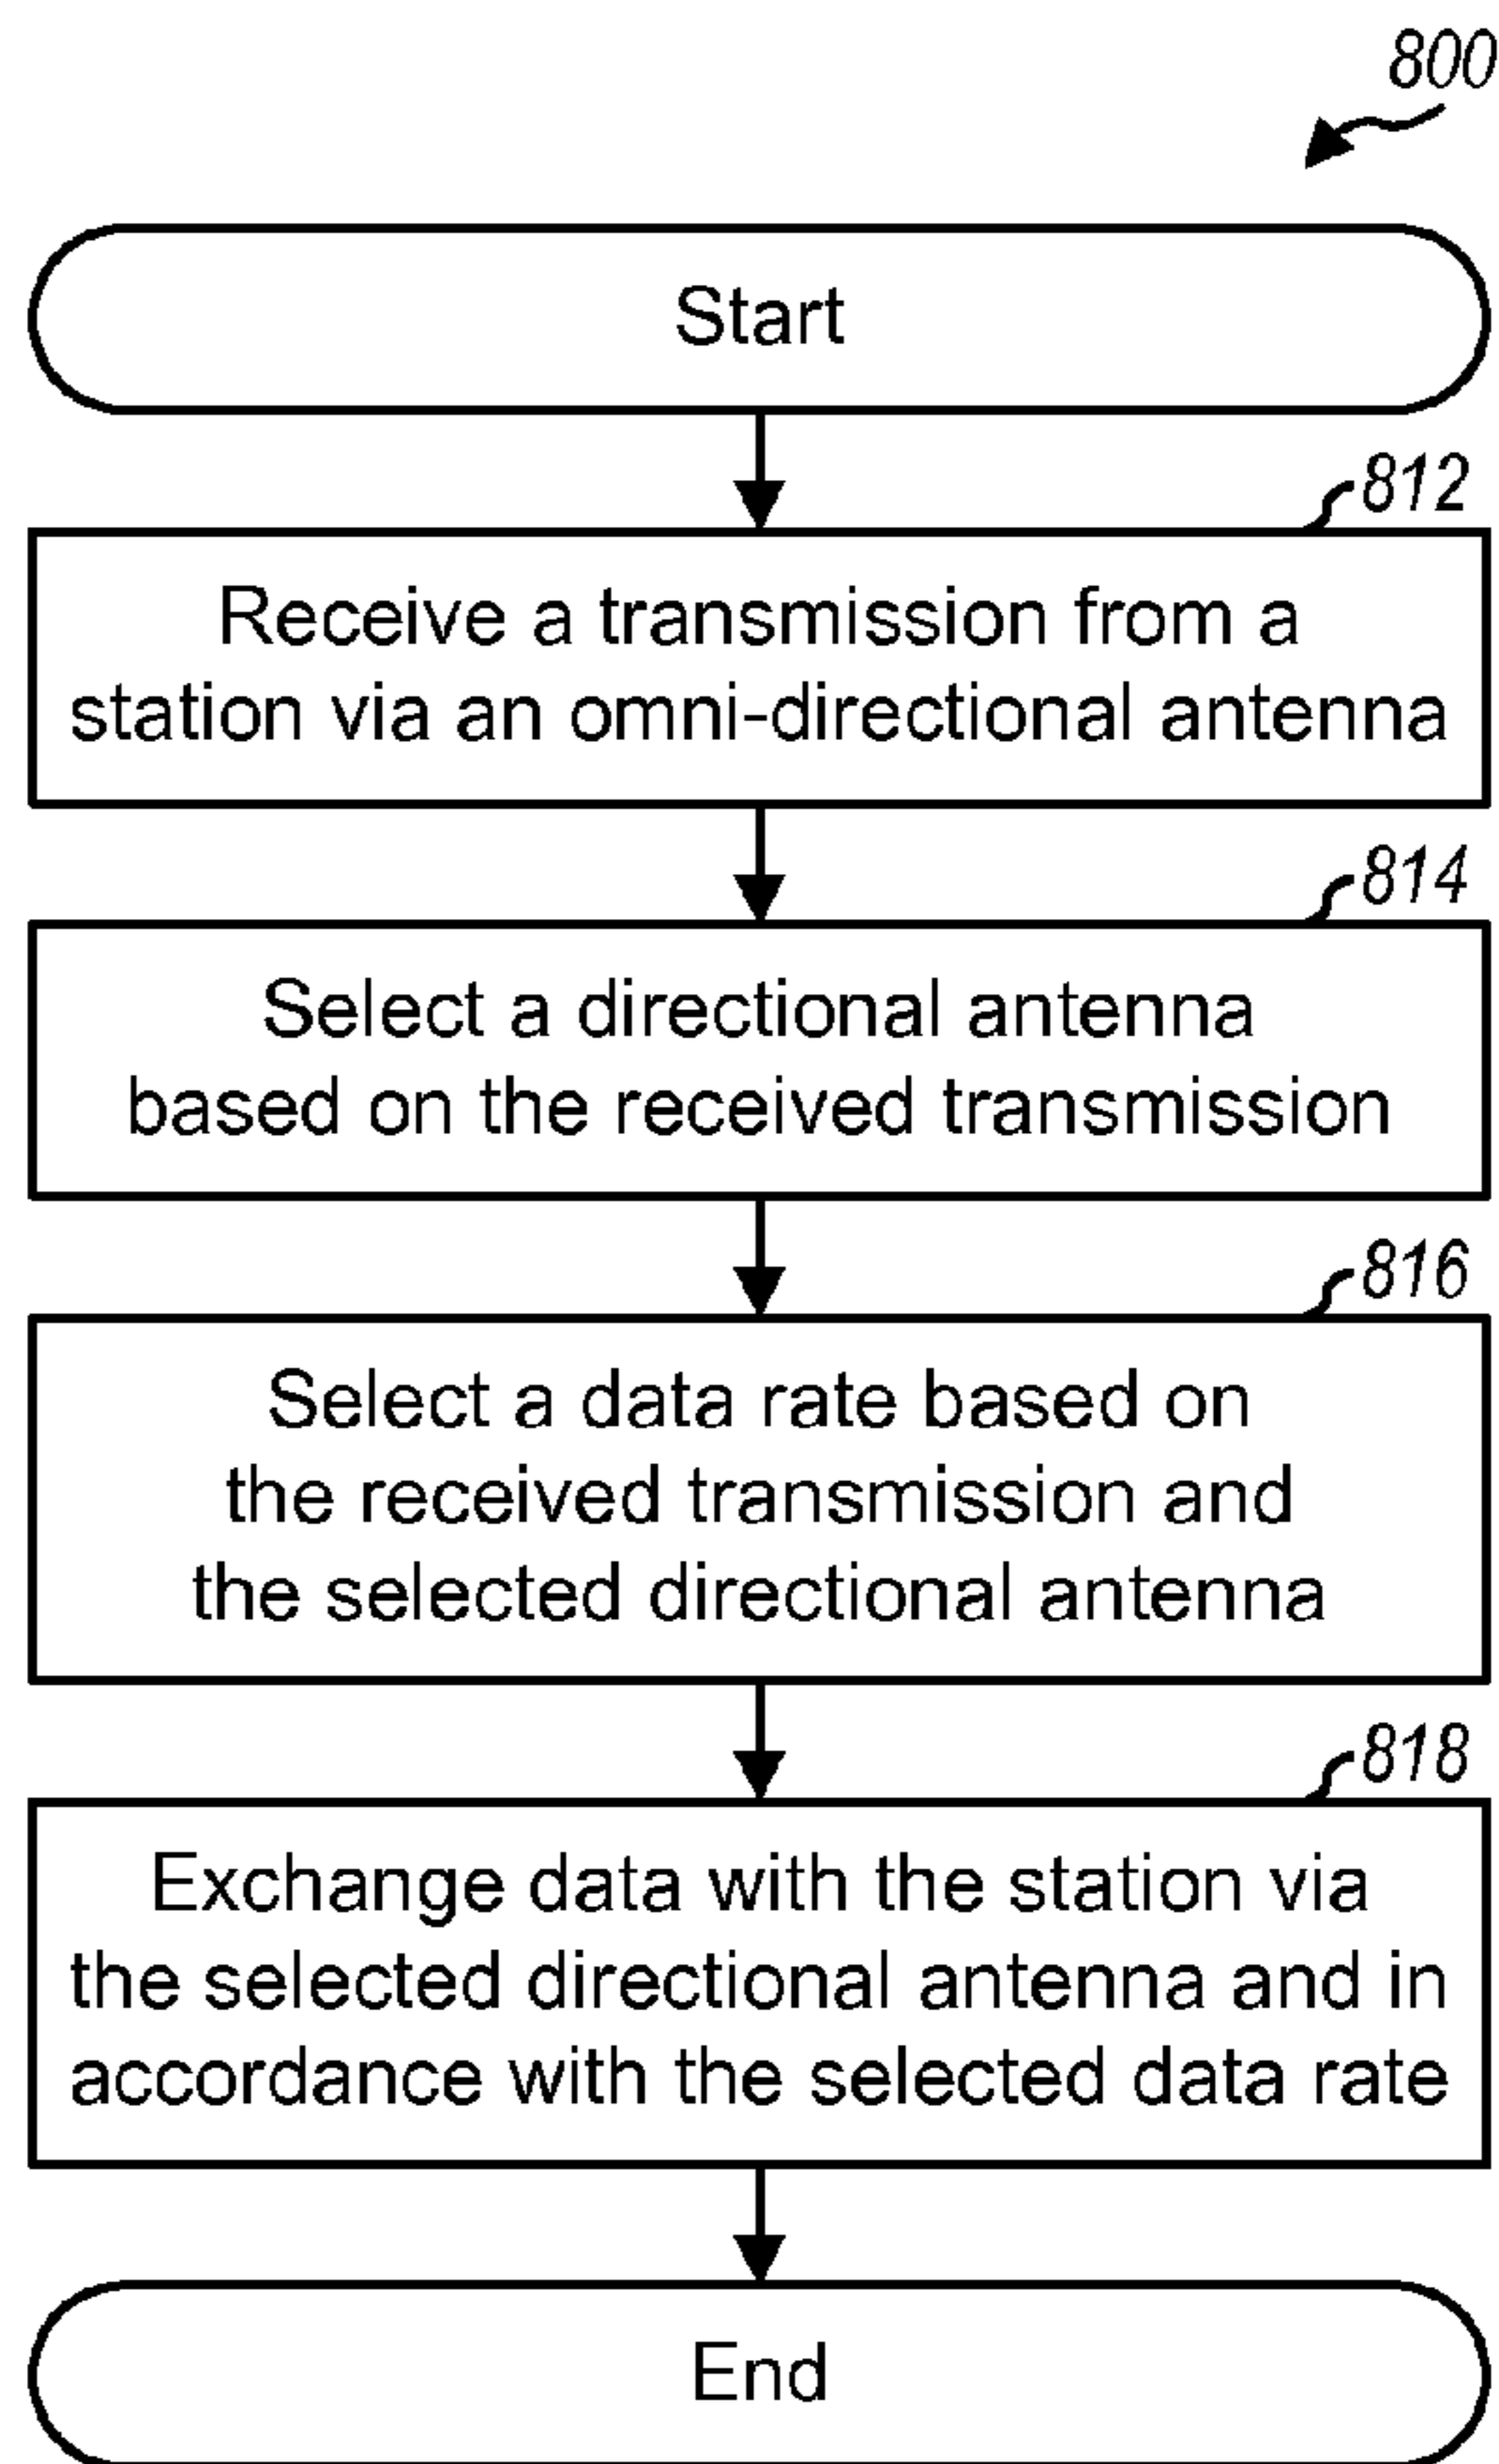 800
Start
812
Receive a transmission from a
station via an omni-directional antenna
814
Select a directional antenna
based on the received transmission
816
Select a data rate based on
the received transmission and
the selected directional antenna
818
Exchange data with the station via
the selected directional antenna and in
accordance with the selected data rate
End